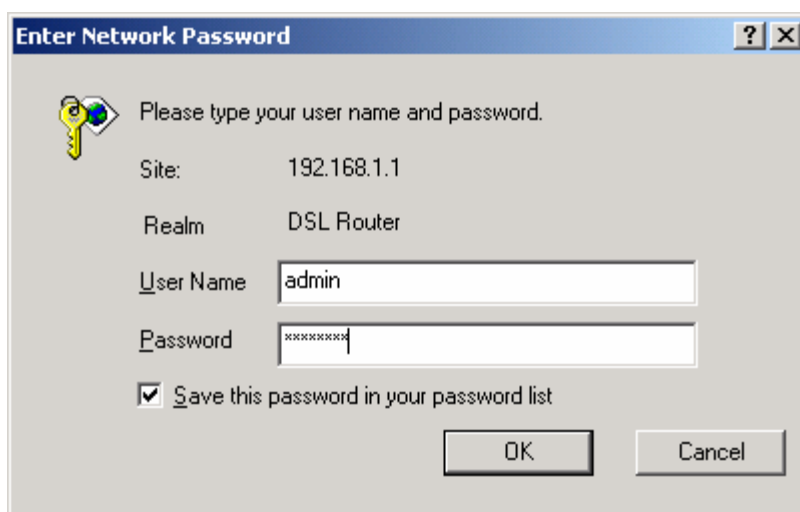 Enter Network Password
Please type your user name and password.
Site: 192.168.1.1
Realm DSL Router
User Name admin
Password ××××××××
Save this password in your password list
OK Cancel